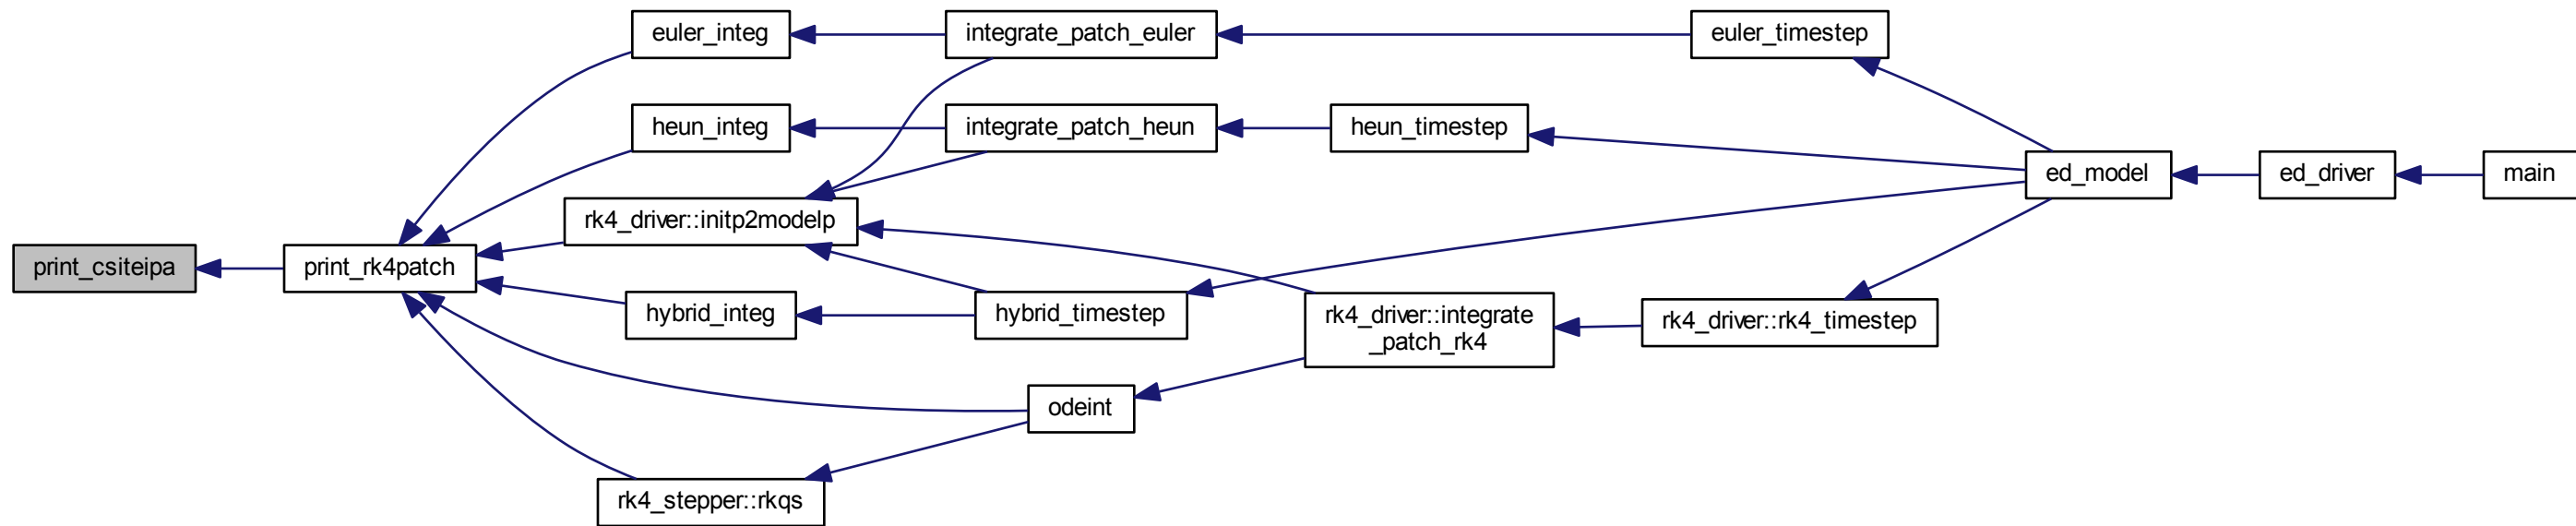 euler_integ
integrate_patch_euler
euler_timestep
heun_integ
integrate_patch_heun
heun_timestep
ed_model
ed_driver
main
rk4_driver::initp2modelp
print_csiteipa
print_rk4patch
hybrid_integ
hybrid_timestep
rk4_driver::integrate
_patch_rk4
rk4_driver::rk4_timestep
odeint
rk4_stepper::rkqs